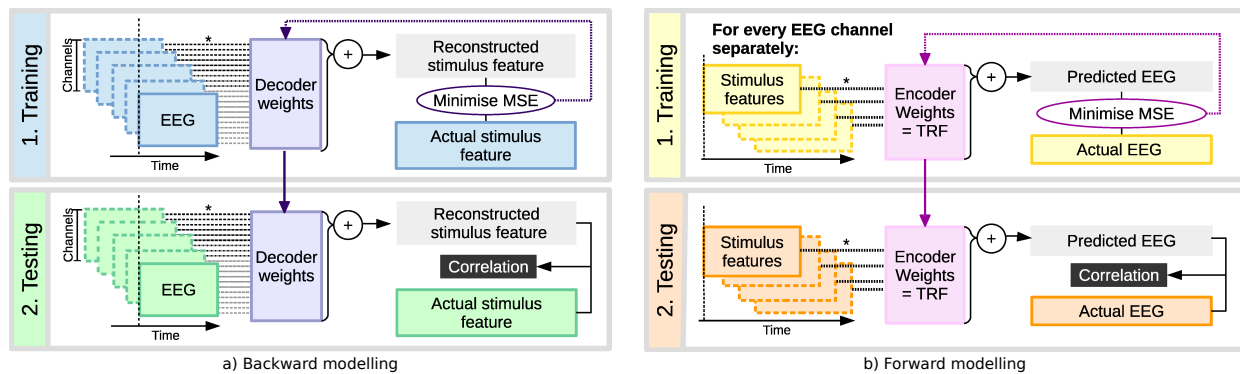 1. Training
Channels
*
EEG
Time
Decoder
weights
+
Reconstructed
stimulus feature
Minimise MSE
Actual stimulus
feature
2. Testing
Channels
*
EEG
Time
Decoder
weights
+
Reconstructed
stimulus feature
Correlation
Actual stimulus
feature
a) Backward modelling
1. Training
For every EEG channel
separately:
Stimulus
features
*
Time
Encoder
Weights
= TRF
+
Predicted EEG
Minimise MSE
Actual EEG
2. Testing
Stimulus
features
*
Time
Encoder
Weights
= TRF
+
Predicted EEG
Correlation
Actual EEG
b) Forward modelling